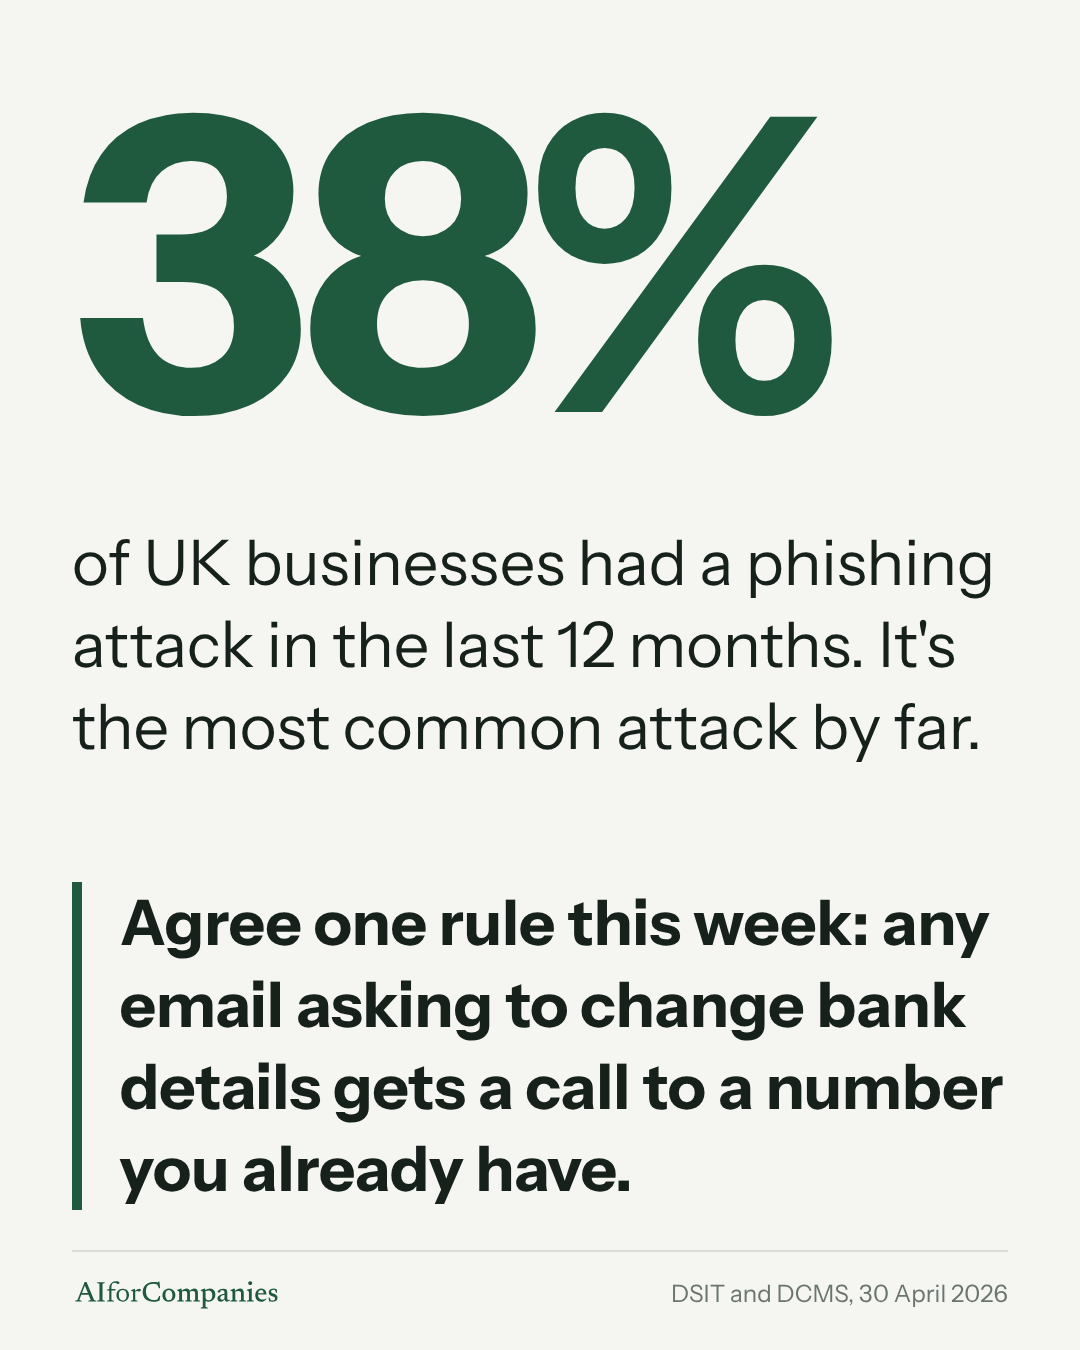 38%
of UK businesses had a phishing
attack in the last 12 months. It's
the most common attack by far.
Agree one rule this week: any
email asking to change bank
details gets a call to a number
you already have.
AIforCompanies
DSIT and DCMS, 30 April 2026